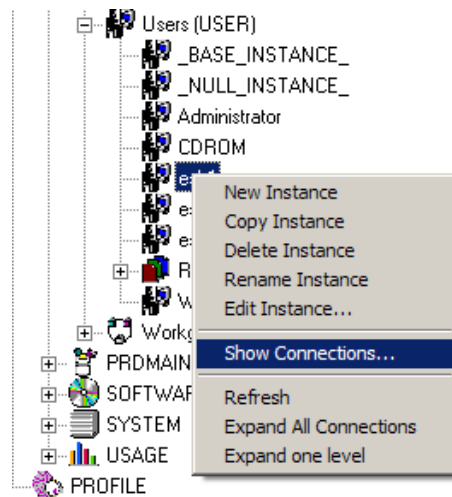 Users (USER)
_BASE_INSTANCE_
_NULL_INSTANCE_
Administrator
CDROM
New Instance
Copy Instance
Delete Instance
Rename Instance
Edit Instance...
Show Connections...
Refresh
Expand All Connections
Expand one level
PRDMAIN
SYSTEM
USAGE
PROFILE